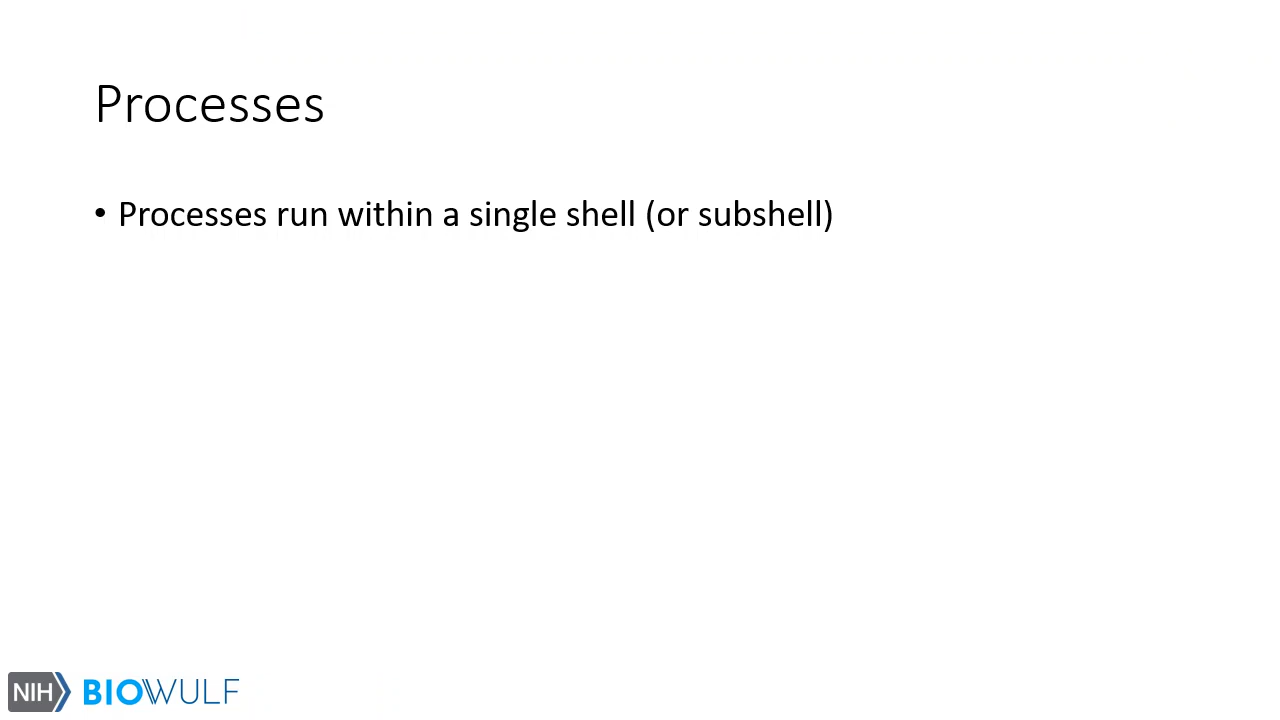 Processes
• Processes run within a single shell (or subshell)
NIH BIOWULF